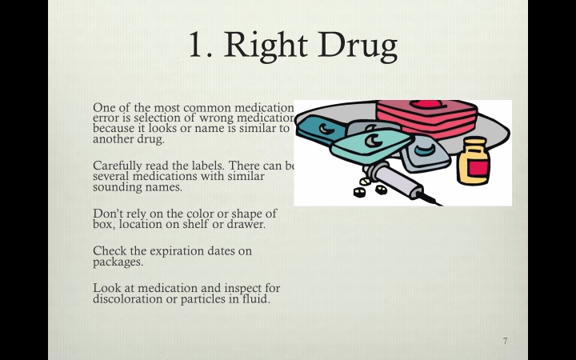 1. Right Drug
One of the most common medication
error is selection of wrong medication
because it looks or name is similar to
another drug.
Carefully read the labels. There can be
several medications with similar
sounding names.
Don't rely on the color or shape of
box, location on shelf or drawer.
Check the expiration dates on
packages.
Look at medication and inspect for
discoloration or particles in fluid.
7